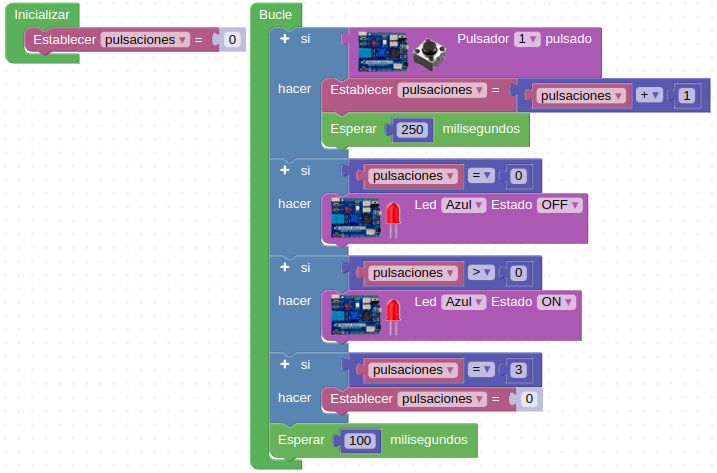 Inicializar
Establecer pulsaciones = 0
Bucle
si Pulsador 1 pulsado
hacer Establecer pulsaciones = pulsaciones + 1
Esperar 250 milisegundos
si pulsaciones = 0
hacer Led Azul Estado OFF
si pulsaciones > 0
hacer Led Azul Estado ON
si pulsaciones = 3
hacer Establecer pulsaciones = 0
Esperar 100 milisegundos